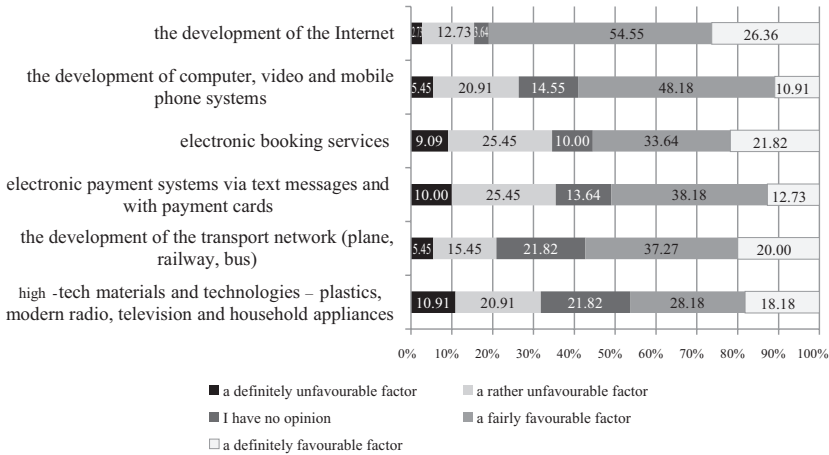 the development of the Internet
2.73 12.73 3.64 54.55 26.36
the development of computer, video and mobile
phone systems
5.45 20.91 14.55 48.18 10.91
electronic booking services
9.09 25.45 10.00 33.64 21.82
electronic payment systems via text messages and
with payment cards
10.00 25.45 13.64 38.18 12.73
the development of the transport network (plane,
railway, bus)
5.45 15.45 21.82 37.27 20.00
high -tech materials and technologies – plastics,
modern radio, television and household appliances
10.91 20.91 21.82 28.18 18.18
0% 10% 20% 30% 40% 50% 60% 70% 80% 90% 100%
a definitely unfavourable factor a rather unfavourable factor
I have no opinion a fairly favourable factor
a definitely favourable factor